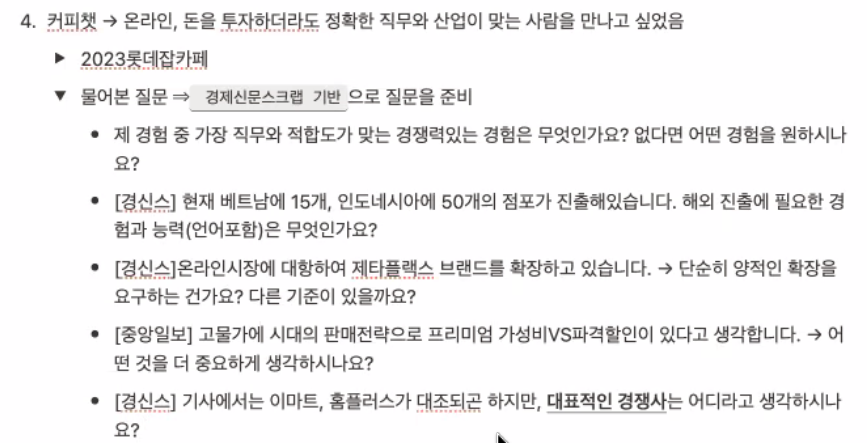 4. 커피챗 → 온라인, 돈을 투자하더라도 정확한 직무와 산업이 맞는 사람을 만나고 싶었음
▶ 2023롯데잡카페
▼ 물어본 질문 ⇒ 경제신문스크랩 기반으로 질문을 준비
• 제 경험 중 가장 직무와 적합도가 맞는 경쟁력있는 경험은 무엇인가요? 없다면 어떤 경험을 원하시나
요?
• [경신스] 현재 베트남에 15개, 인도네시아에 50개의 점포가 진출해있습니다. 해외 진출에 필요한 경
험과 능력(언어포함)은 무엇인가요?
• [경신스]온라인시장에 대항하여 제타플랙스 브랜드를 확장하고 있습니다. → 단순히 양적인 확장을
요구하는 건가요? 다른 기준이 있을까요?
• [중앙일보] 고물가에 시대의 판매전략으로 프리미엄 가성비VS파격할인이 있다고 생각합니다. → 어
떤 것을 더 중요하게 생각하시나요?
• [경신스] 기사에서는 이마트, 홈플러스가 대조되곤 하지만, 대표적인 경쟁사는 어디라고 생각하시나
요?